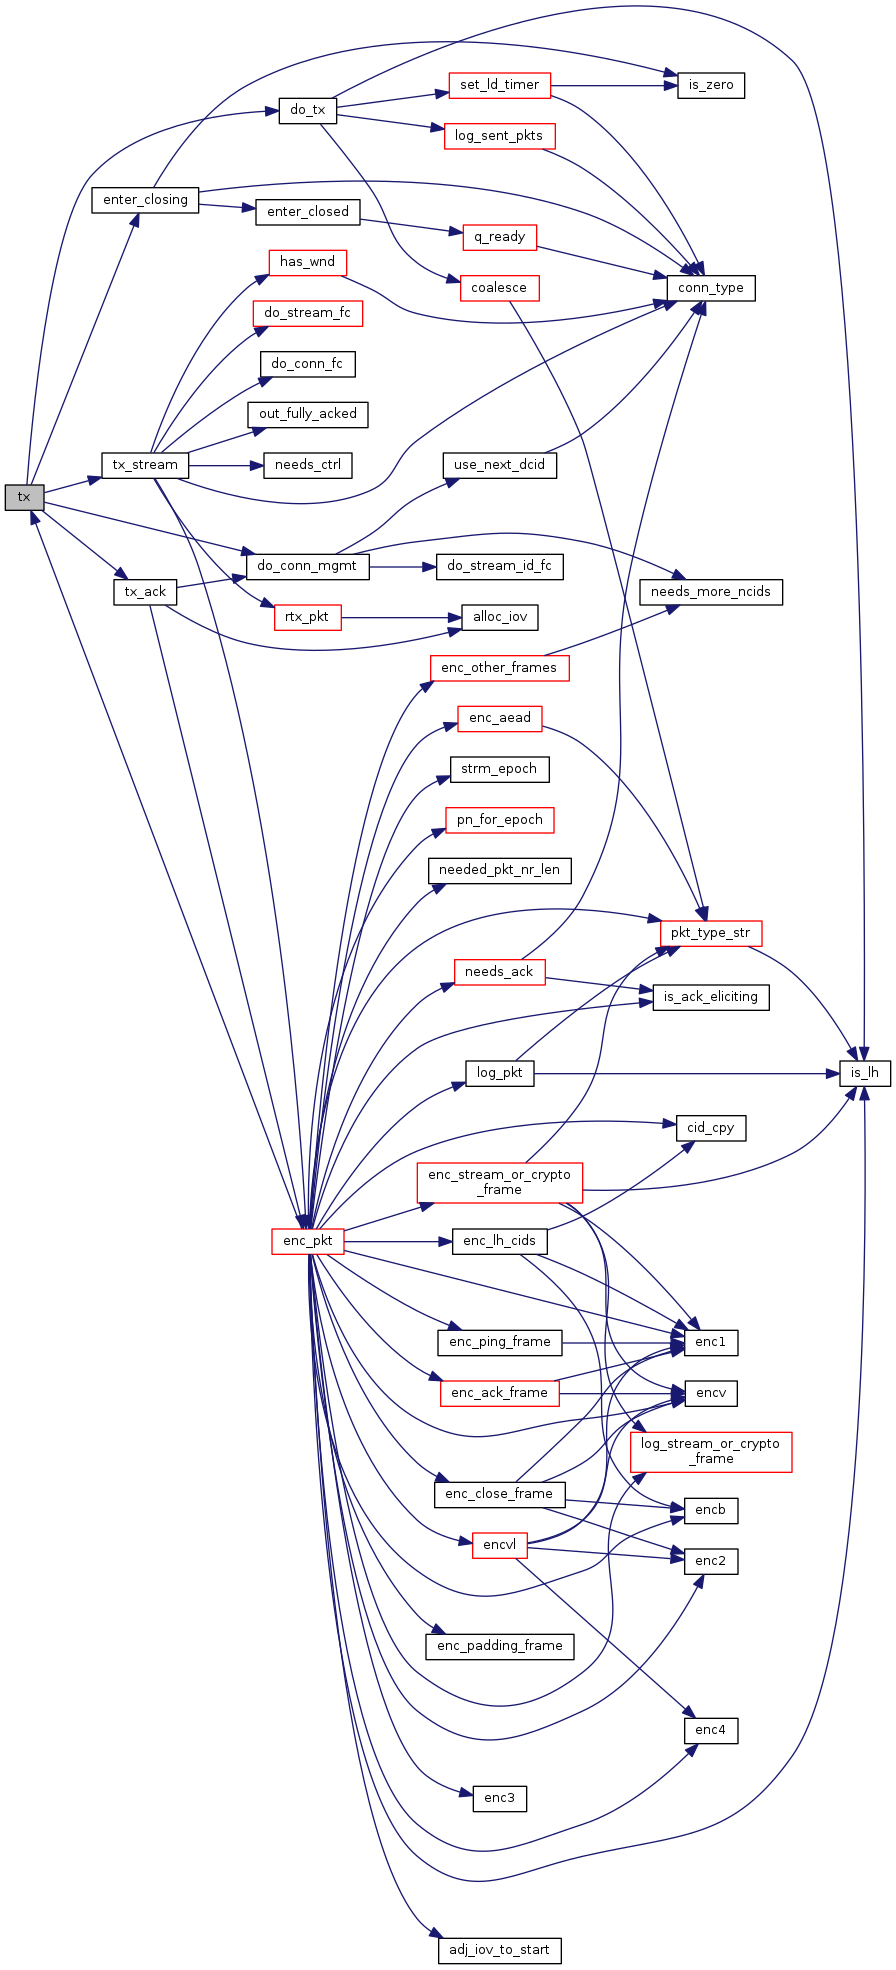 do_tx
set_ld_timer
is_zero
log_sent_pkts
enter_closing
enter_closed
q_ready
has_wnd
coalesce
conn_type
do_stream_fc
do_conn_fc
out_fully_acked
tx_stream
needs_ctrl
use_next_dcid
tx
do_conn_mgmt
do_stream_id_fc
tx_ack
needs_more_ncids
rtx_pkt
alloc_iov
enc_other_frames
enc_aead
strm_epoch
pn_for_epoch
needed_pkt_nr_len
pkt_type_str
needs_ack
is_ack_eliciting
log_pkt
is_lh
cid_cpy
enc_stream_or_crypto
_frame
enc_pkt
enc_lh_cids
enc_ping_frame
enc1
enc_ack_frame
encv
log_stream_or_crypto
_frame
enc_close_frame
encb
encvl
enc2
enc_padding_frame
enc4
enc3
adj_iov_to_start